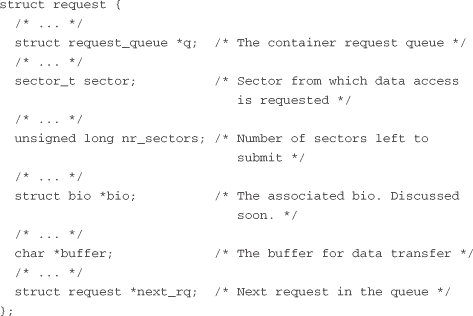 struct request {
  /* ... */
  struct request_queue *q;  /* The container request queue */
  /* ... */
  sector_t sector;          /* Sector from which data access
                               is requested */
  /* ... */
  unsigned long nr_sectors; /* Number of sectors left to
                               submit */
  /* ... */
  struct bio *bio;          /* The associated bio. Discussed
                               soon. */
  /* ... */
  char *buffer;             /* The buffer for data transfer */
  /* ... */
  struct request *next_rq;  /* Next request in the queue */
};